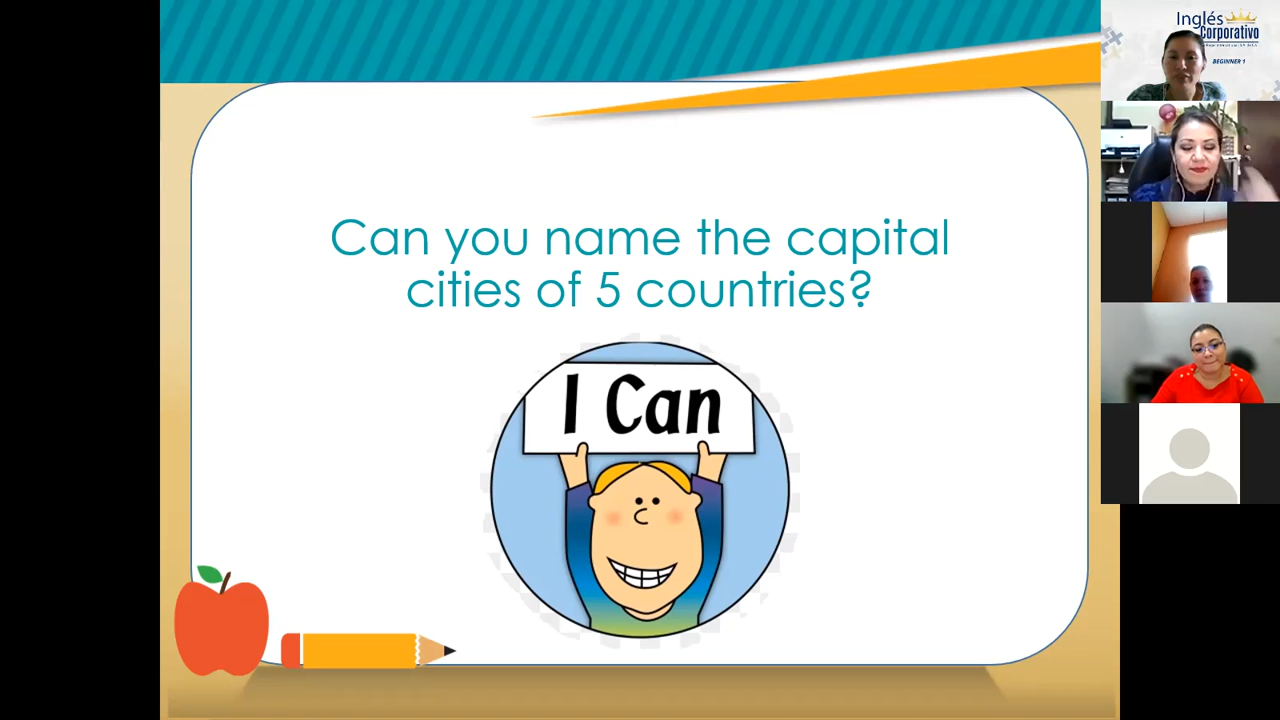 Can you name the capital
cities of 5 countries?
I Can
Inglés
Corporativo
BEGINNER 1